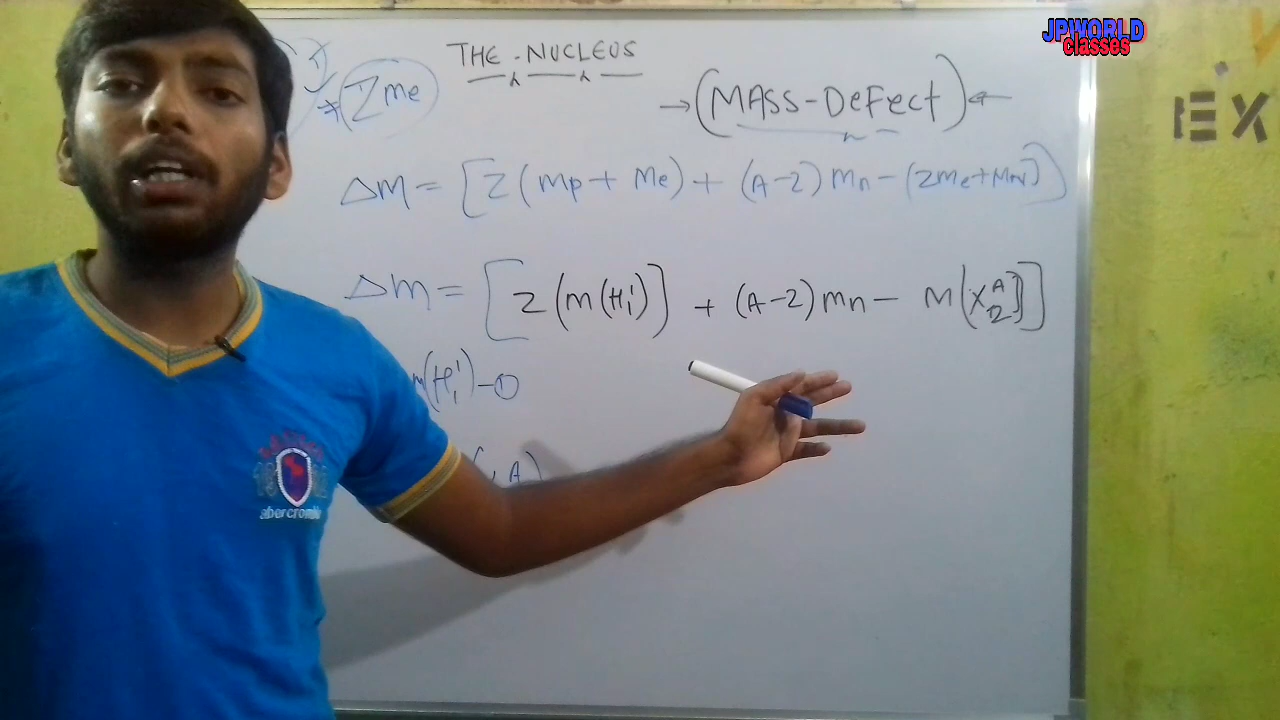 JPWORLD
classes
THE NUCLEUS
Zme
→(MASS-DeFect)←
Δm = [Z(mp + me) + (A-Z)mn - (Zme+MN)]
EX
Δm = [Z(m(H₁¹)] + (A-Z)mn - M(X_Z^A)]
m(H₁¹) - ①
A)
abercrombie